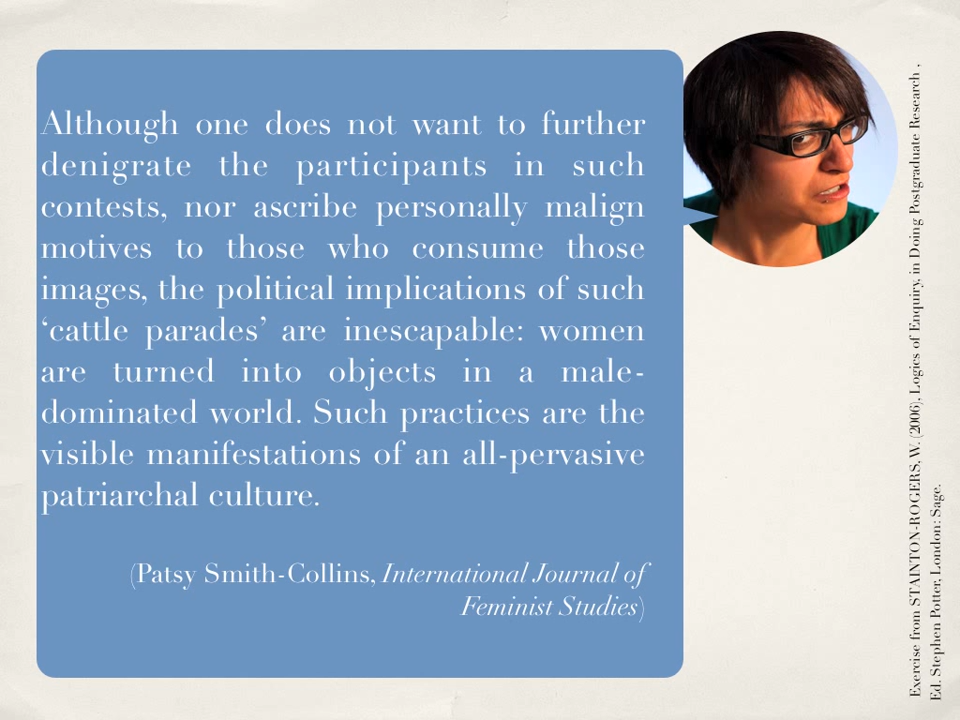 Although one does not want to further
denigrate the participants in such
contests, nor ascribe personally malign
motives to those who consume those
images, the political implications of such
‘cattle parades’ are inescapable: women
are turned into objects in a male-
dominated world. Such practices are the
visible manifestations of an all-pervasive
patriarchal culture.
(Patsy Smith-Collins, International Journal of
Feminist Studies)
Exercise from STAINTON-ROGERS, W. (2006). Logics of Enquiry, in Doing Postgraduate Research ,
Ed. Stephen Potter, London: Sage.